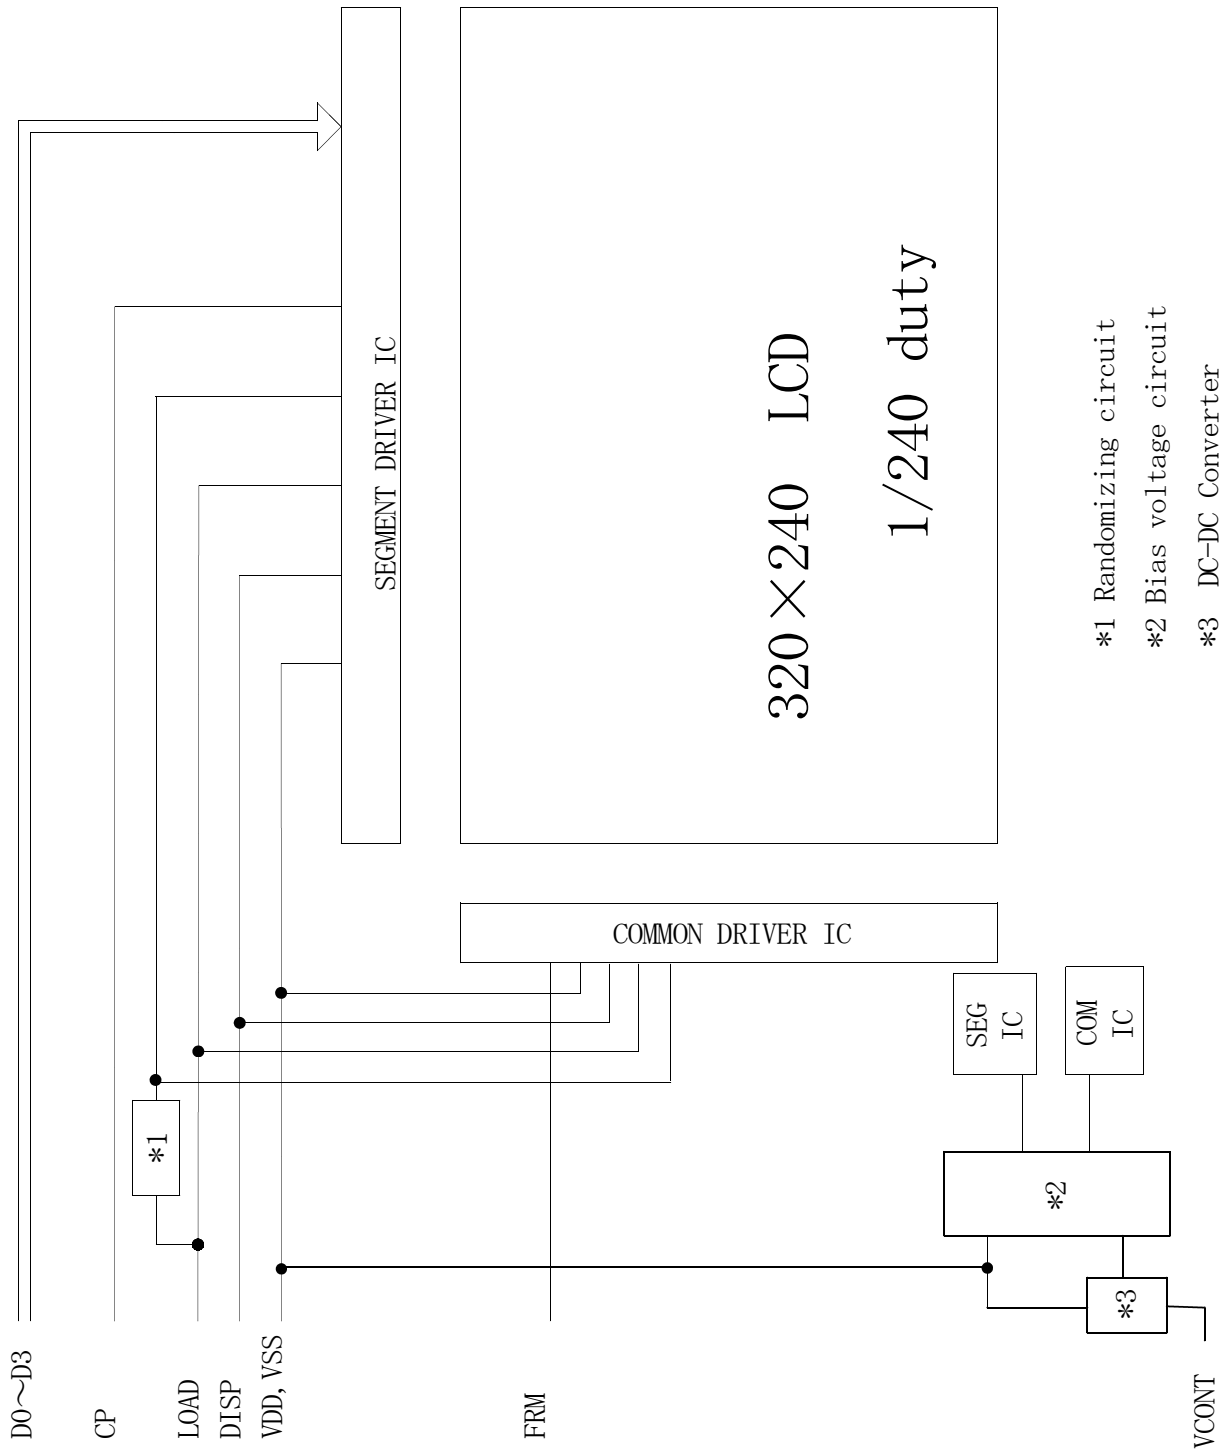 D0～D3
CP
LOAD
DISP
VDD,VSS
FRM
VCONT
*1
SEGMENT DRIVER IC
320×240 LCD
1/240 duty
COMMON DRIVER IC
SEG
IC
COM
IC
*2
*3
*1 Randomizing circuit
*2 Bias voltage circuit
*3 DC-DC Converter